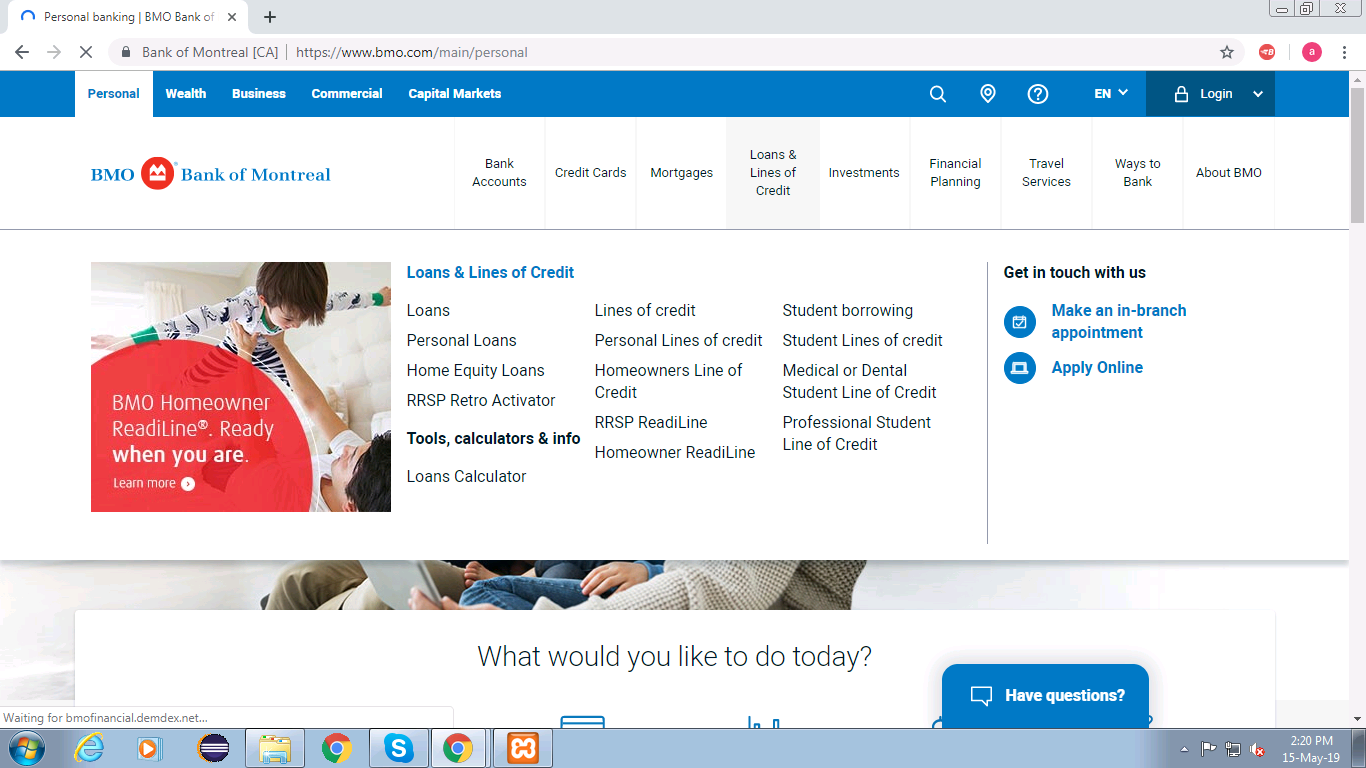 Personal banking | BMO Bank of
Bank of Montreal [CA] | https://www.bmo.com/main/personal
a
Personal Wealth Business Commercial Capital Markets EN Login
BMO Bank of Montreal
Bank Accounts
Credit Cards
Mortgages
Loans &
Lines of
Credit
Investments
Financial
Planning
Travel
Services
Ways to
Bank
About BMO
BMO Homeowner
ReadiLine®. Ready
when you are.
Learn more
Loans & Lines of Credit
Loans
Personal Loans
Home Equity Loans
RRSP Retro Activator
Tools, calculators & info
Loans Calculator
Lines of credit
Personal Lines of credit
Homeowners Line of
Credit
RRSP ReadiLine
Homeowner ReadiLine
Student borrowing
Student Lines of credit
Medical or Dental
Student Line of Credit
Professional Student
Line of Credit
Get in touch with us
Make an in-branch
appointment
Apply Online
What would you like to do today?
Have questions?
Waiting for bmofinancial.demdex.net...
2:20 PM
15-May-19